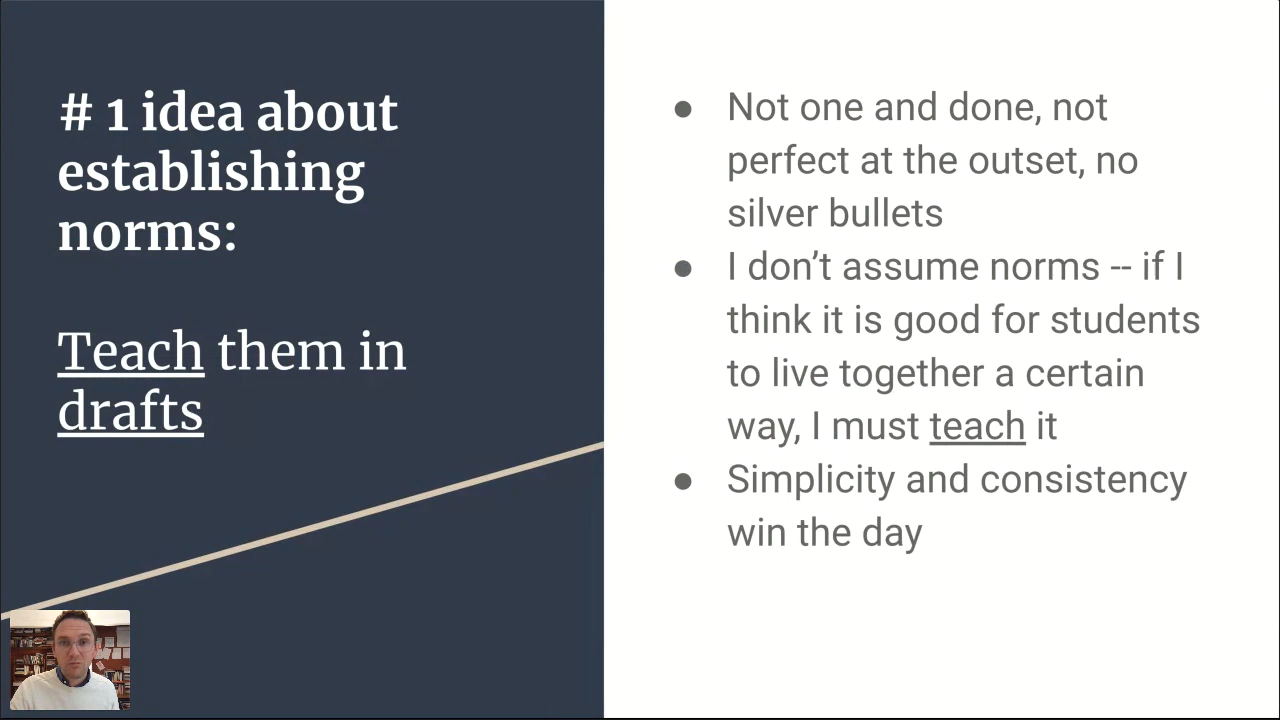 # 1 idea about
establishing
norms:
Teach them in
drafts
● Not one and done, not
perfect at the outset, no
silver bullets
● I don’t assume norms -- if I
think it is good for students
to live together a certain
way, I must teach it
● Simplicity and consistency
win the day